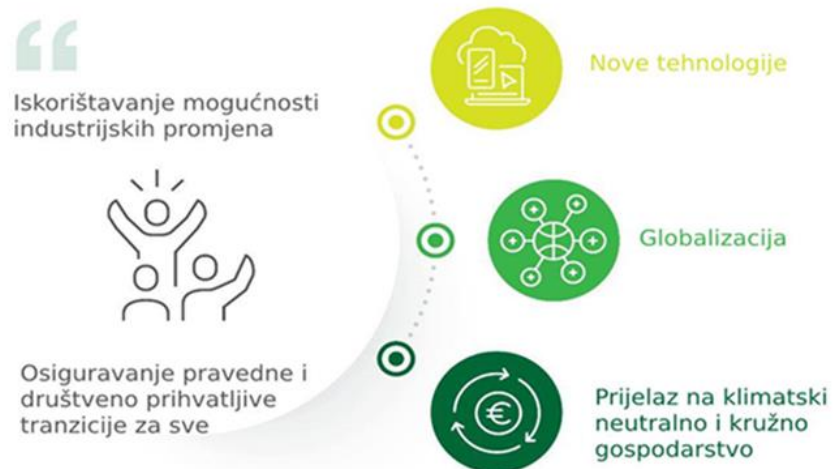 Iskorištavanje mogućnosti
industrijskih promjena
Osiguravanje pravedne i
društveno prihvatljive
tranzicije za sve
Nove tehnologije
Globalizacija
Prijelaz na klimatski
neutralno i kružno
gospodarstvo